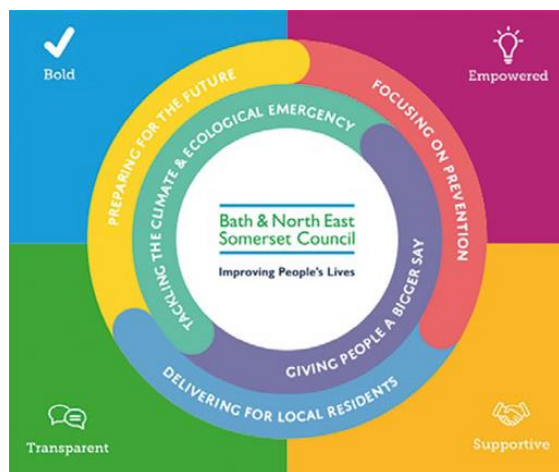 Bold
Empowered
PREPARING FOR THE FUTURE
FOCUSING ON PREVENTION
TACKLING THE CLIMATE & ECOLOGICAL EMERGENCY
Bath & North East
Somerset Council
Improving People's Lives
GIVING PEOPLE A BIGGER SAY
DELIVERING FOR LOCAL RESIDENTS
Transparent
Supportive